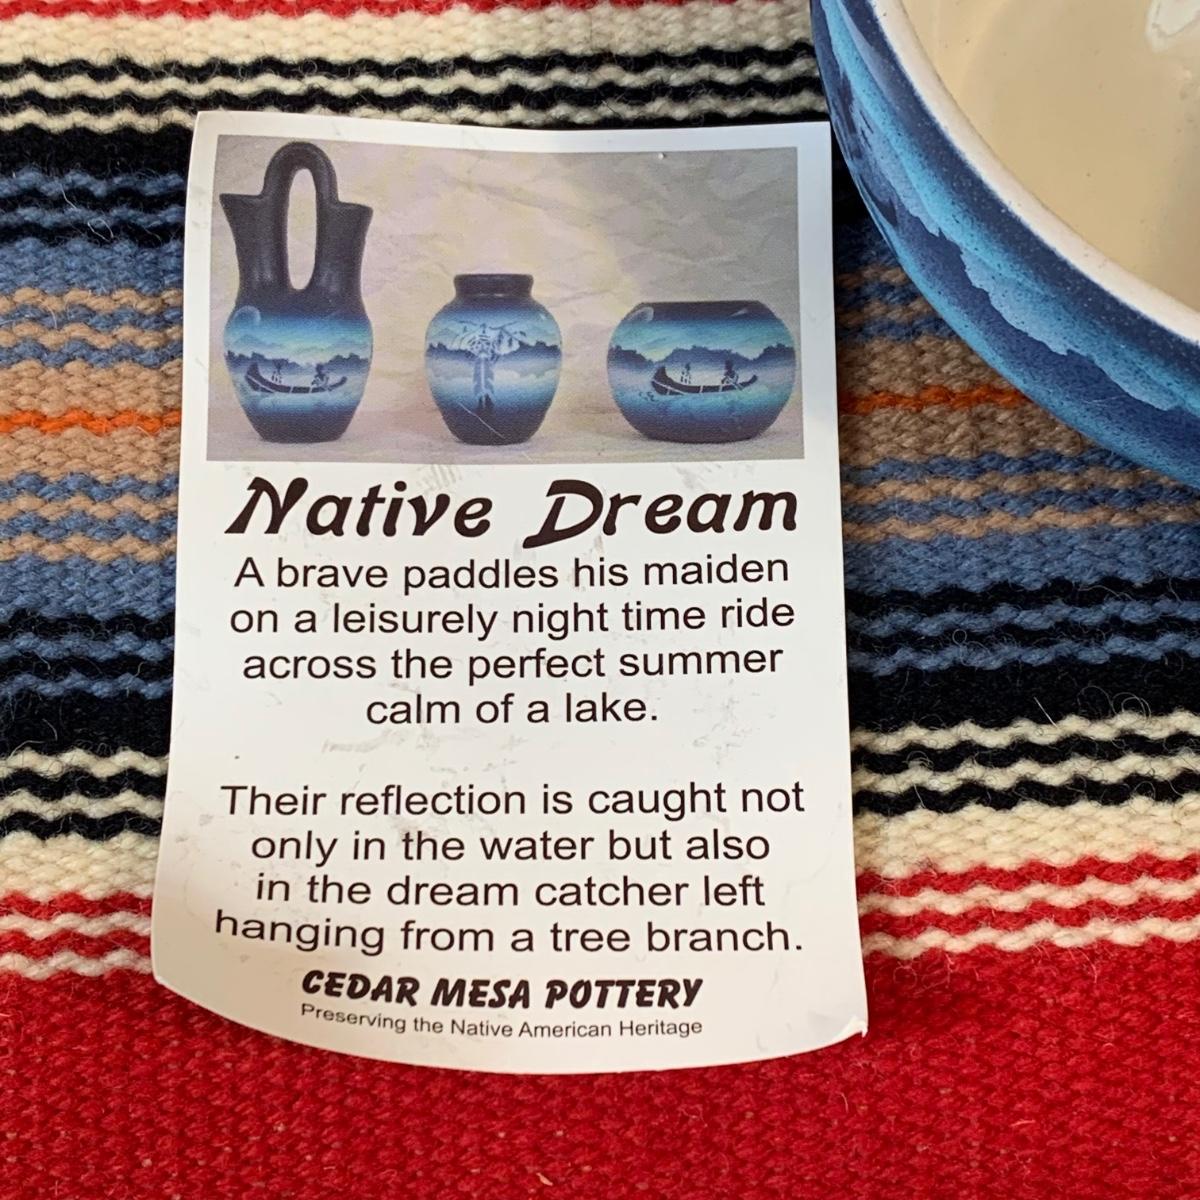 Native Dream
A brave paddles his maiden
on a leisurely night time ride
across the perfect summer
calm of a lake.
Their reflection is caught not
only in the water but also
in the dream catcher left
hanging from a tree branch.
CEDAR MESA POTTERY
Preserving the Native American Heritage